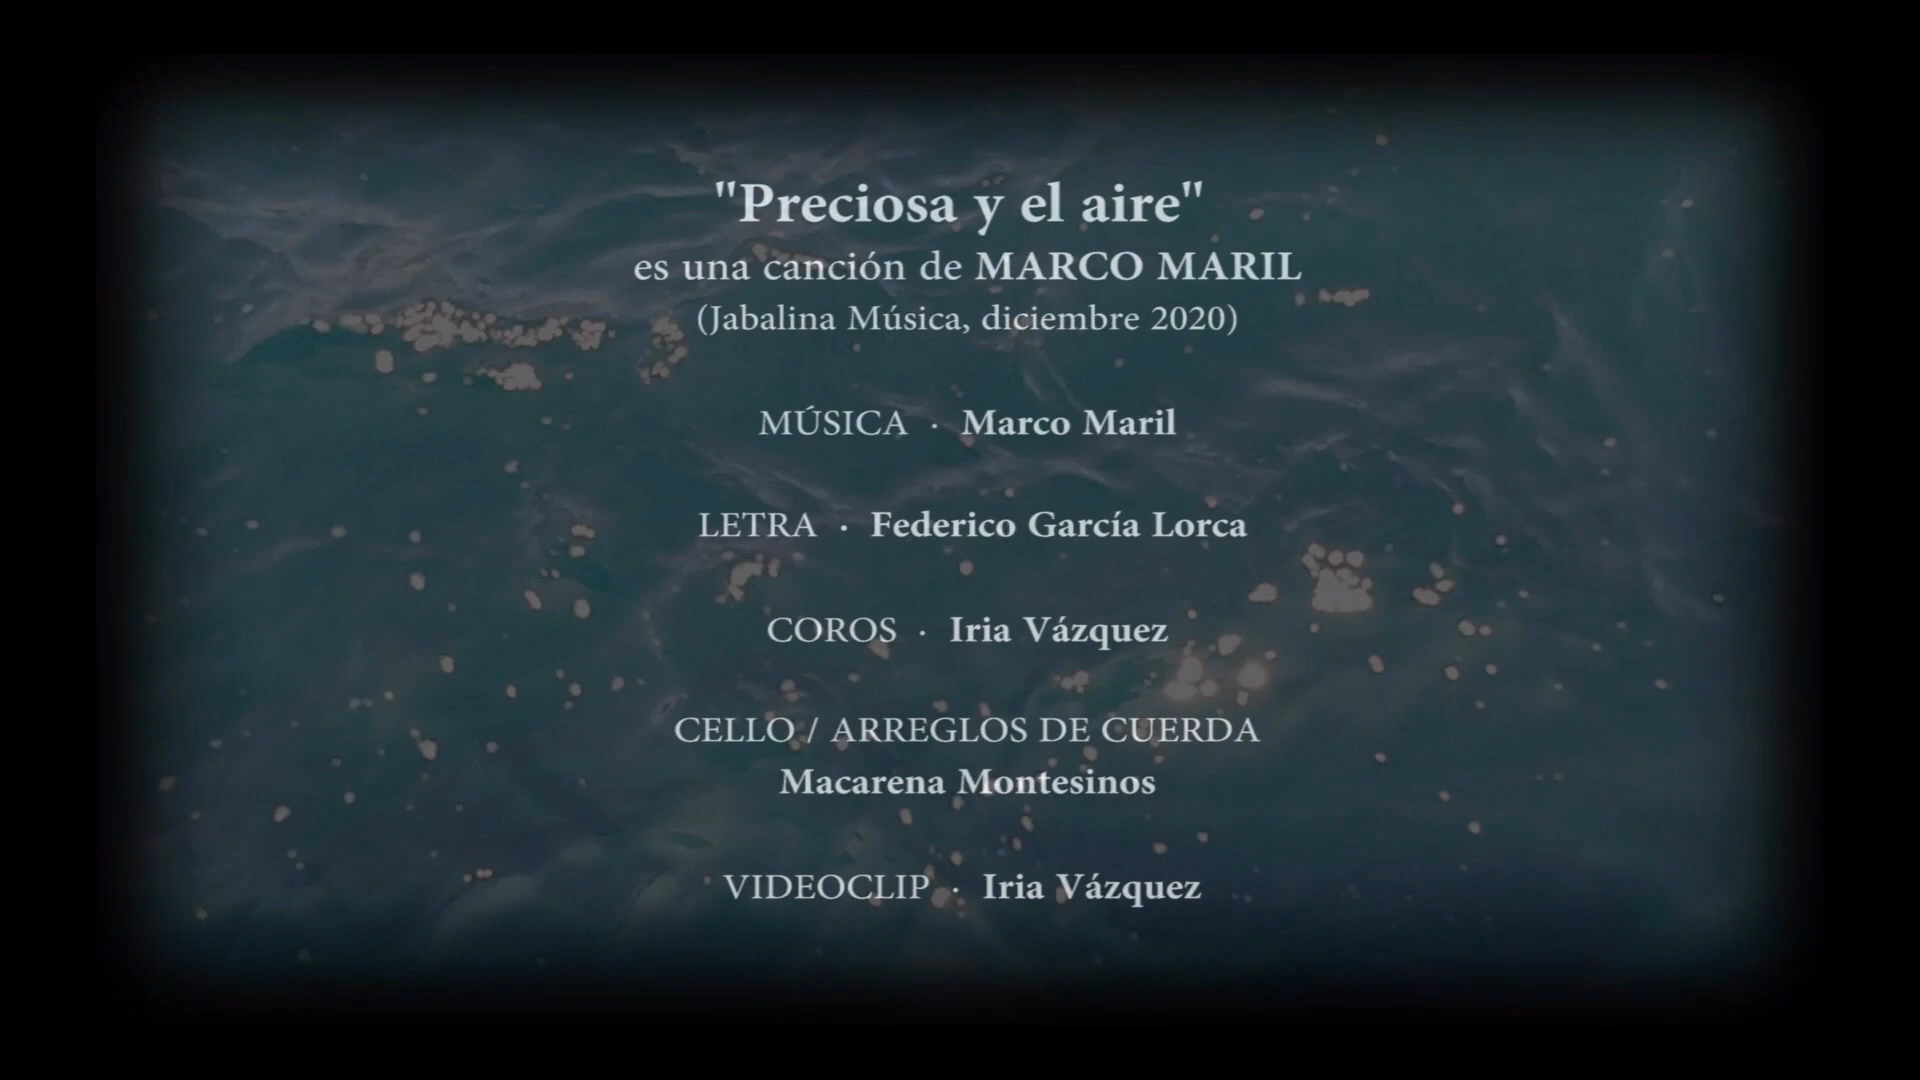 "Preciosa y el aire"
es una canción de MARCO MARIL
(Jabalina Música, diciembre 2020)
MÚSICA · Marco Maril
LETRA · Federico García Lorca
COROS · Iria Vázquez
CELLO / ARREGLOS DE CUERDA
Macarena Montesinos
VIDEOCLIP · Iria Vázquez